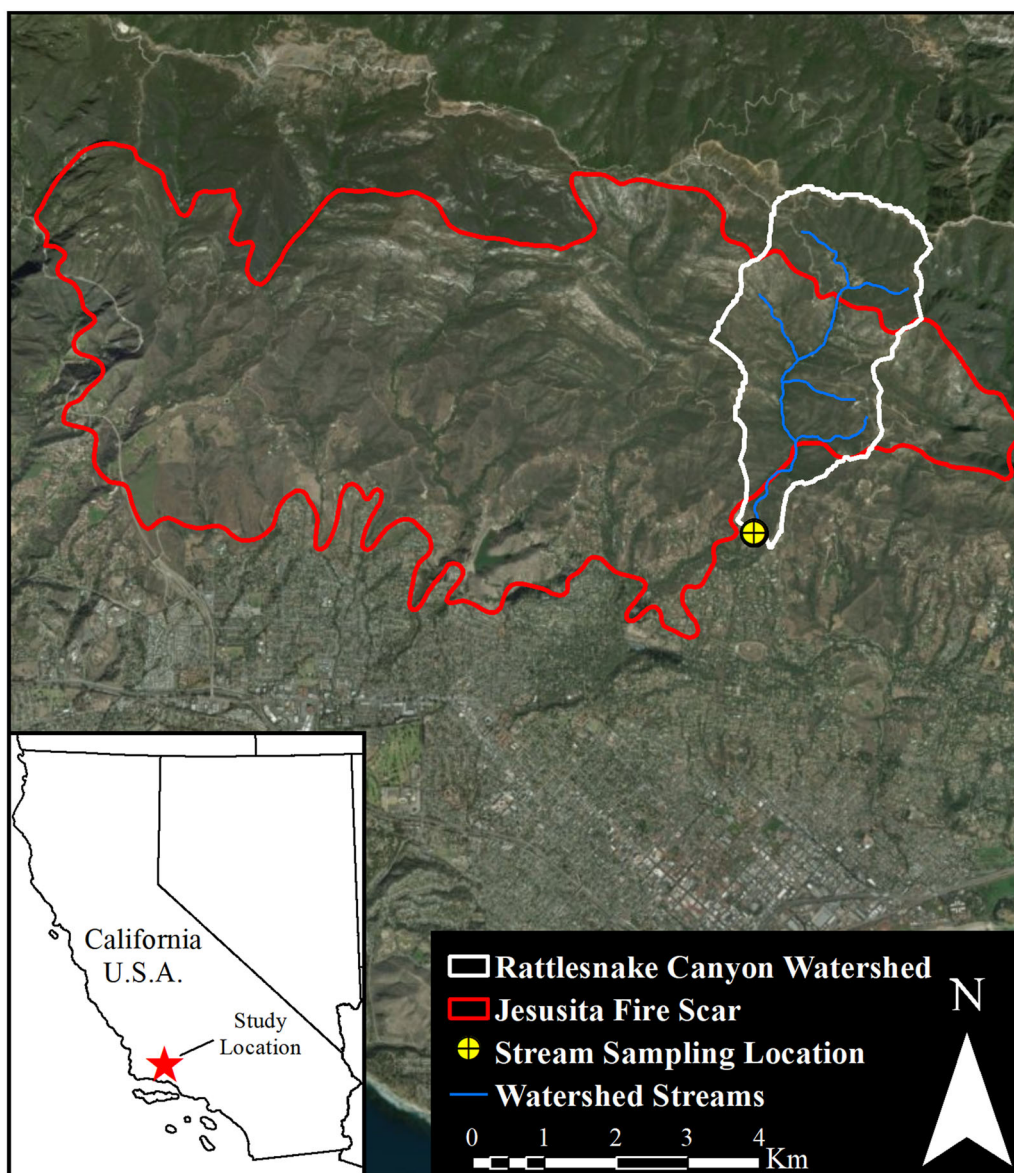 California
U.S.A.
Study
Location
Rattlesnake Canyon Watershed
Jesusita Fire Scar
Stream Sampling Location
Watershed Streams
0 1 2 3 4
Km
N